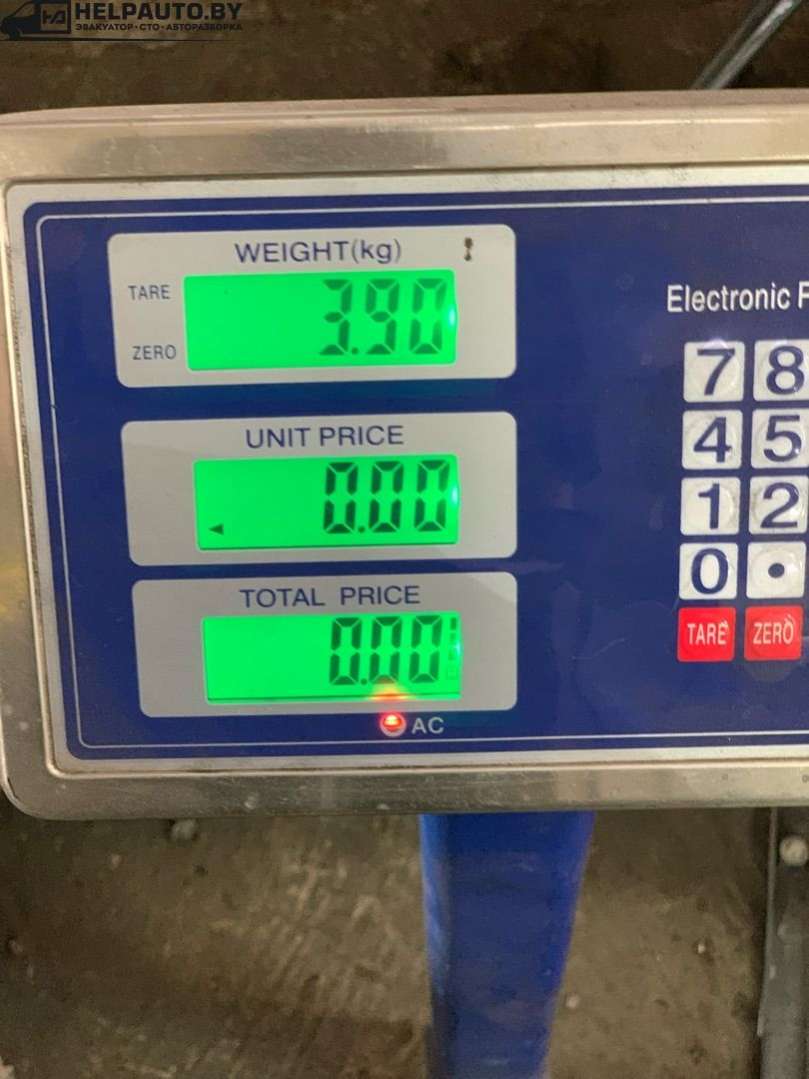 HELPAUTO.BY
ЭВАКУАТОР • СТО • АВТОРАЗБОРКА
WEIGHT(kg)
TARE
3.90
ZERO
Electronic
UNIT PRICE
0.00
TOTAL PRICE
0.00
AC
7 8
4 5
1 2
0 •
TARE ZERO